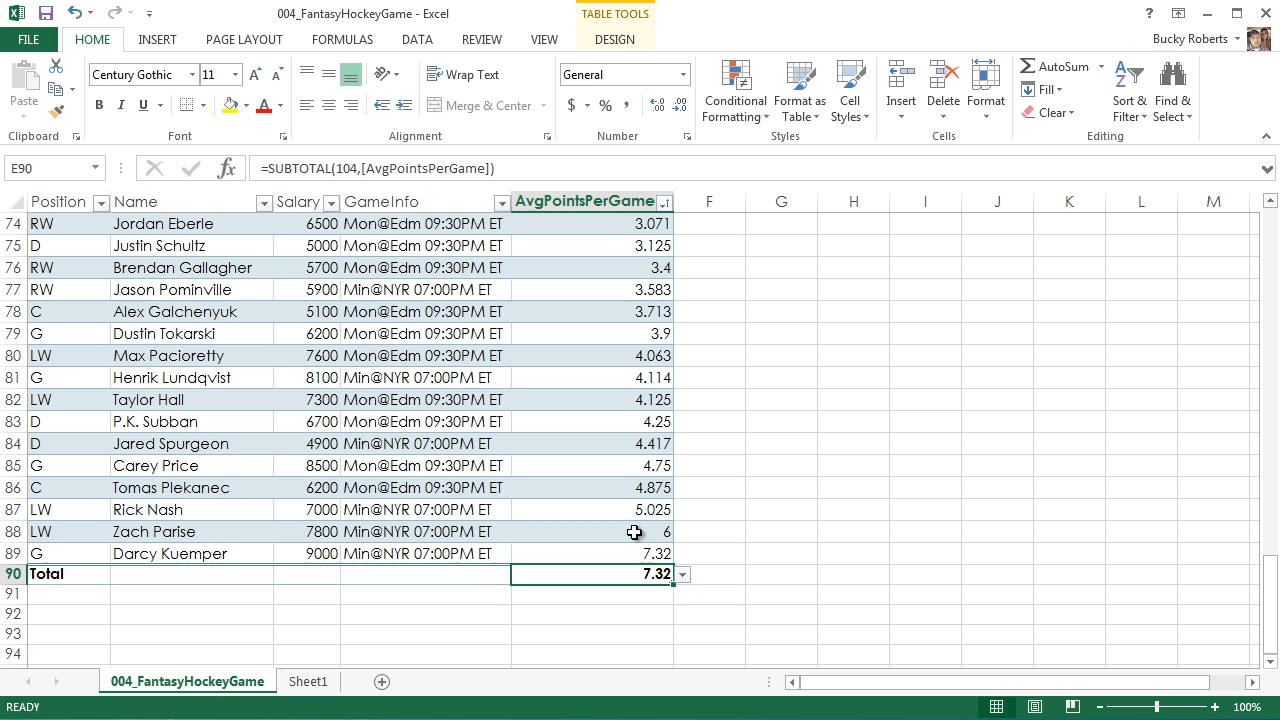 004_FantasyHockeyGame - Excel
TABLE TOOLS
?
FILE
HOME
INSERT
PAGE LAYOUT
FORMULAS
DATA
REVIEW
VIEW
DESIGN
Bucky Roberts
Paste
Century Gothic
11
A A
Wrap Text
General
B I U
A
Merge & Center
$ % ,
Conditional Formatting
Format as Table
Cell Styles
Insert
Delete
Format
AutoSum
Fill
Clear
Sort & Filter
Find & Select
Clipboard
Font
Alignment
Number
Styles
Cells
Editing
E90
fx
=SUBTOTAL(104,[AvgPointsPerGame])
Position Name Salary GameInfo AvgPointsPerGame F G H I J K L M
74 RW Jordan Eberle 6500 Mon@Edm 09:30PM ET 3.071
75 D Justin Schultz 5000 Mon@Edm 09:30PM ET 3.125
76 RW Brendan Gallagher 5700 Mon@Edm 09:30PM ET 3.4
77 RW Jason Pominville 5900 Min@NYR 07:00PM ET 3.583
78 C Alex Galchenyuk 5100 Mon@Edm 09:30PM ET 3.713
79 G Dustin Tokarski 6200 Mon@Edm 09:30PM ET 3.9
80 LW Max Pacioretty 7600 Mon@Edm 09:30PM ET 4.063
81 G Henrik Lundqvist 8100 Min@NYR 07:00PM ET 4.114
82 LW Taylor Hall 7300 Mon@Edm 09:30PM ET 4.125
83 D P.K. Subban 6700 Mon@Edm 09:30PM ET 4.25
84 D Jared Spurgeon 4900 Min@NYR 07:00PM ET 4.417
85 G Carey Price 8500 Mon@Edm 09:30PM ET 4.75
86 C Tomas Plekanec 6200 Mon@Edm 09:30PM ET 4.875
87 LW Rick Nash 7000 Min@NYR 07:00PM ET 5.025
88 LW Zach Parise 7800 Min@NYR 07:00PM ET 6
89 G Darcy Kuemper 9000 Min@NYR 07:00PM ET 7.32
90 Total 7.32
91
92
93
94
004_FantasyHockeyGame
Sheet1
READY
100%